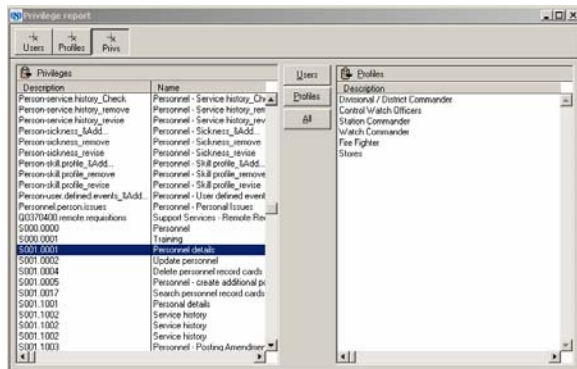 Privilege report
Users Profiles Privs
Privileges
Description Name
Person-service.history_Check Personnel - Service history_Che
Person-service.history_remove Personnel - Service history_remove
Person-service.history_revise Personnel - Service history_revise
Person-sickness_&Add... Personnel - Sickness_&Add...
Person-sickness_remove Personnel - Sickness_remove
Person-sickness_revise Personnel - Sickness_revise
Person-skill.profile_&Add... Personnel - Skill profile_&Add...
Person-skill.profile_remove Personnel - Skill profile_remove
Person-skill.profile_revise Personnel - Skill profile_revise
Person-user.defined.events_&Add... Personnel - User defined event
Personnel.person.issues Personnel - Personal Issues
Q0370400.remote.requisitions Support Services - Remote Re
S000.0000 Personnel
S000.0001 Training
S001.0001 Personnel details
S001.0002 Update personnel
S001.0004 Delete personnel record cards
S001.0005 Personnel - create additional po
S001.0017 Search personnel record cards
S001.1001 Personal details
S001.1002 Service history
S001.1002 Service history
S001.1002 Service history
S001.1003 Personnel - Posting Amendmen
Users
Profiles
All
Profiles
Description
Divisional / District Commander
Control Watch Officers
Station Commander
Watch Commander
Fire Fighter
Stores